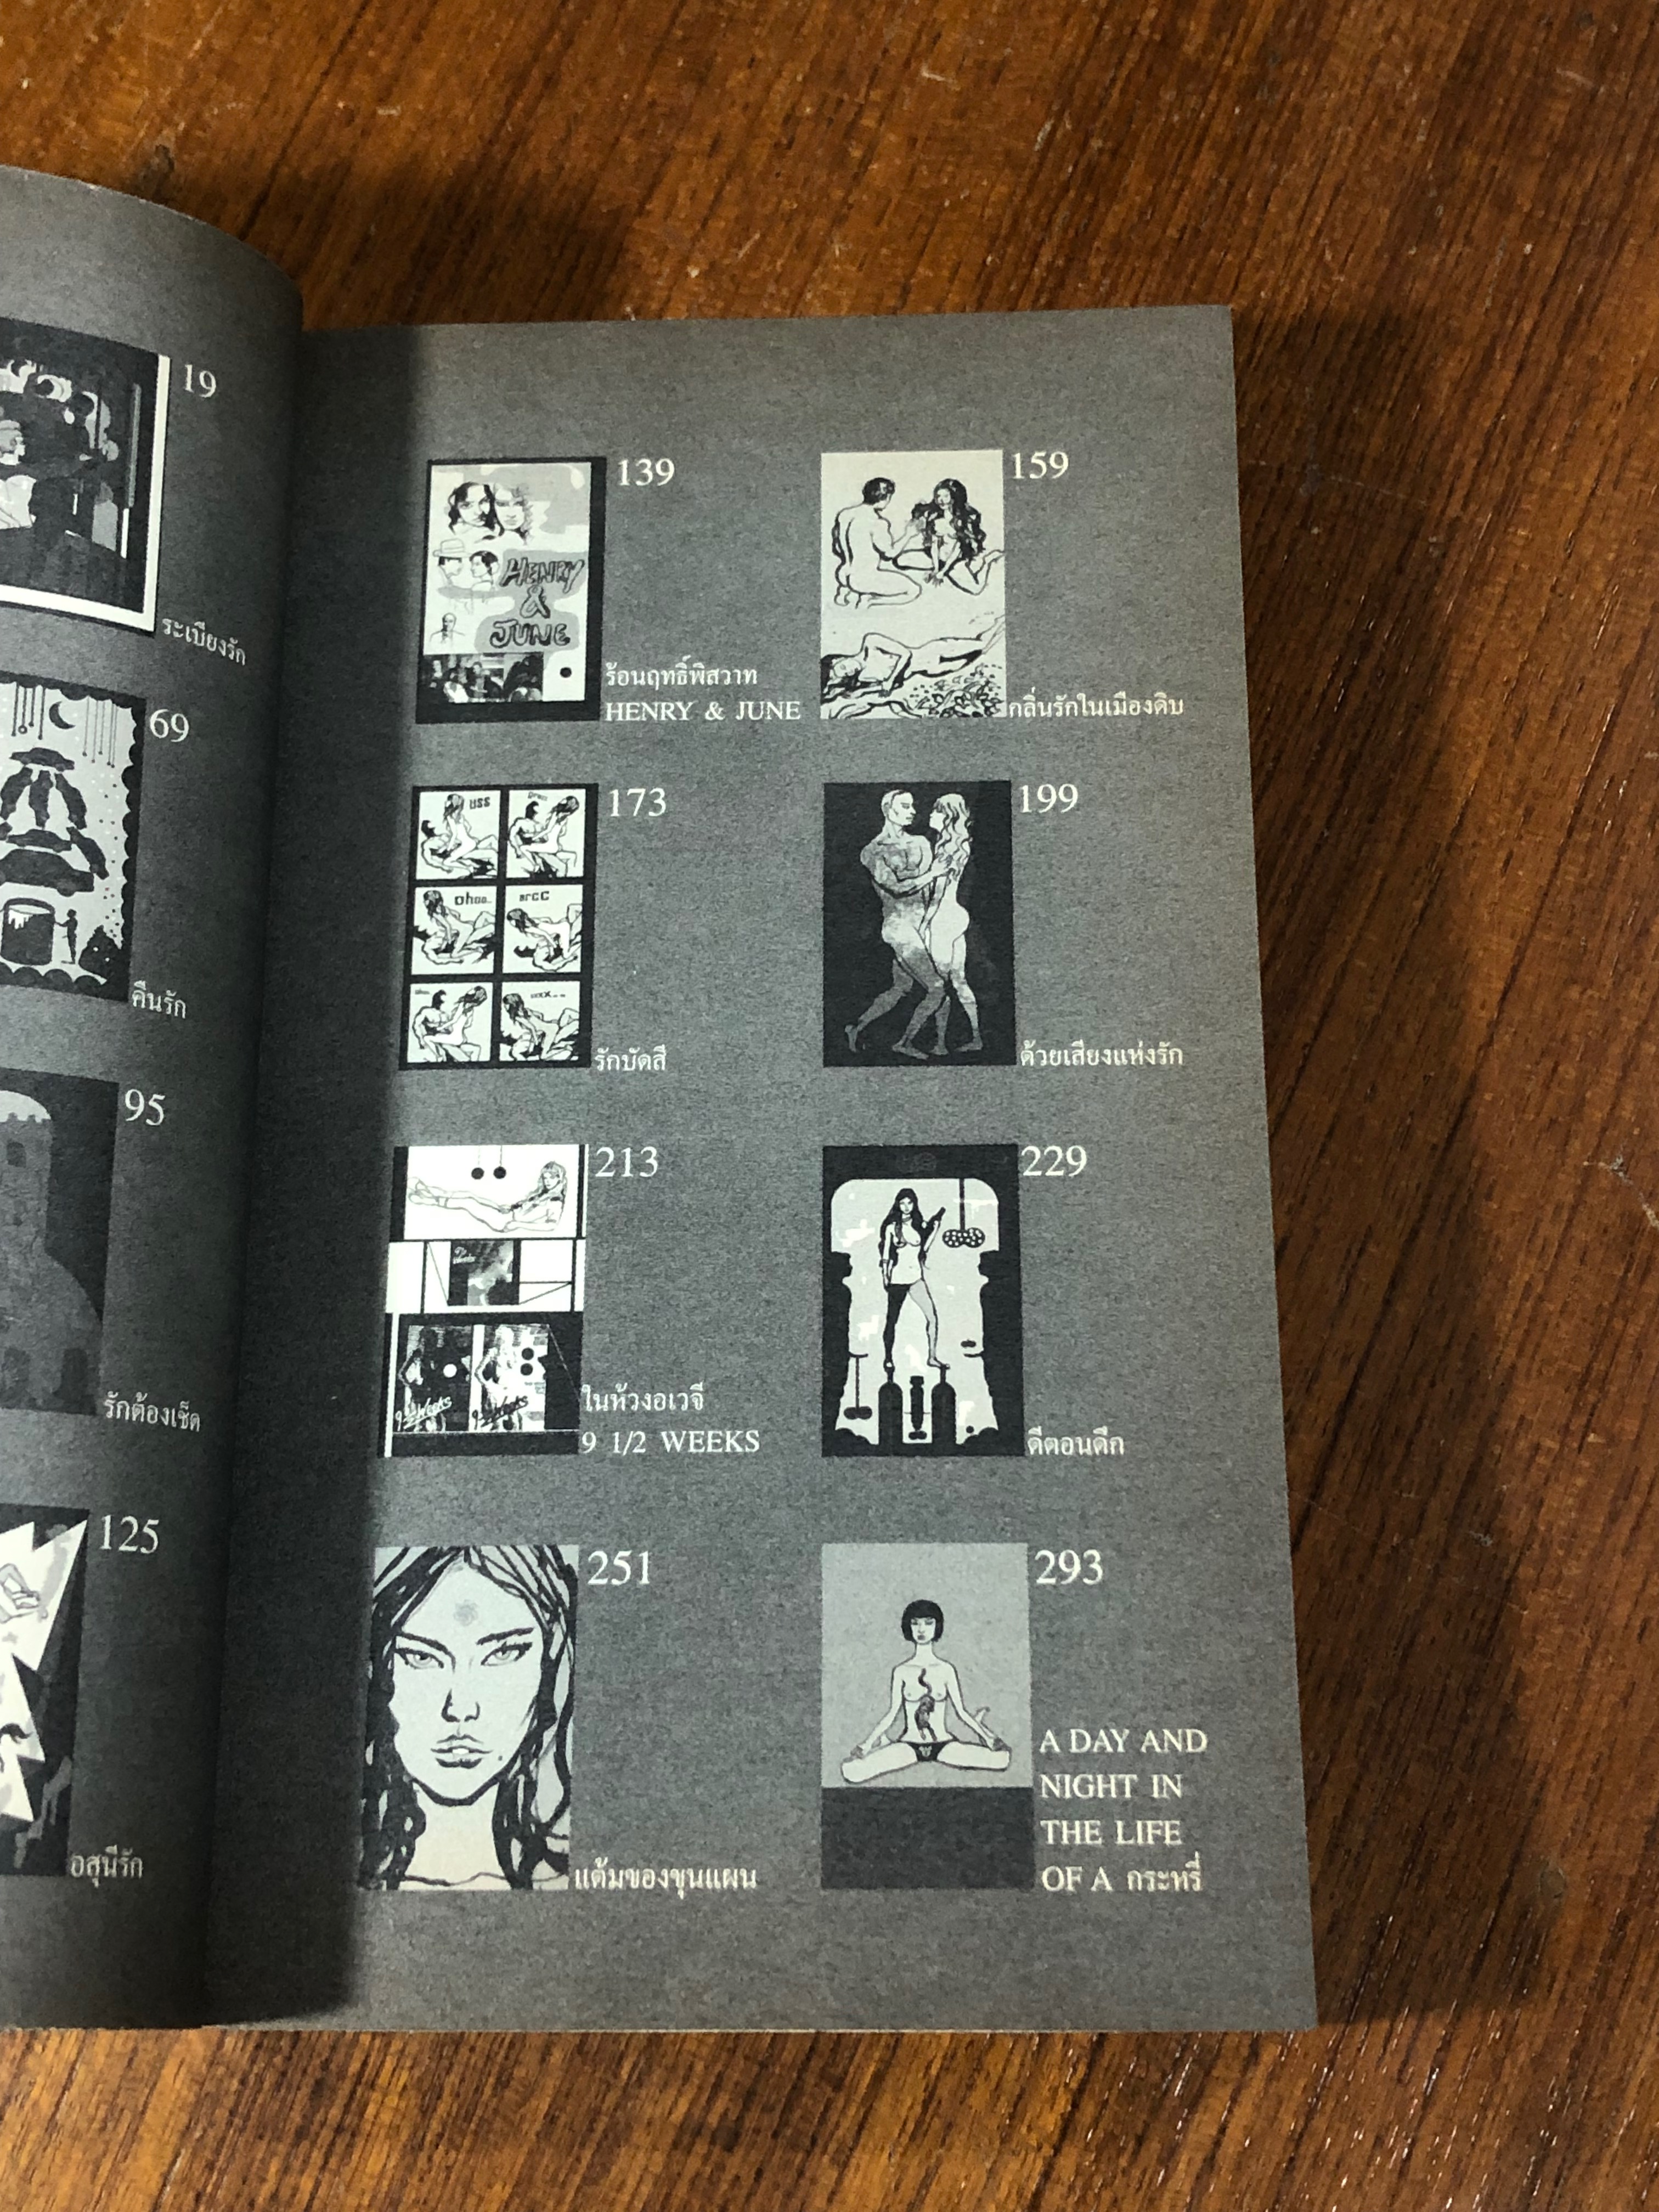 19
ระเบียงรัก
69
คืนรัก
95
รักต้องเช็ด
125
อสุนีรัก
139
HENRY
&
JUNE
ร้อนฤทธิ์พิสวาท
HENRY & JUNE
159
กลิ่นรักในเมืองดิบ
173
รักบัดสี
199
ด้วยเสียงแห่งรัก
213
ในห้วงอเวจี
9 1/2 WEEKS
229
ดีตอนดึก
251
แต้มของขุนแผน
293
A DAY AND
NIGHT IN
THE LIFE
OF A กระหรี่